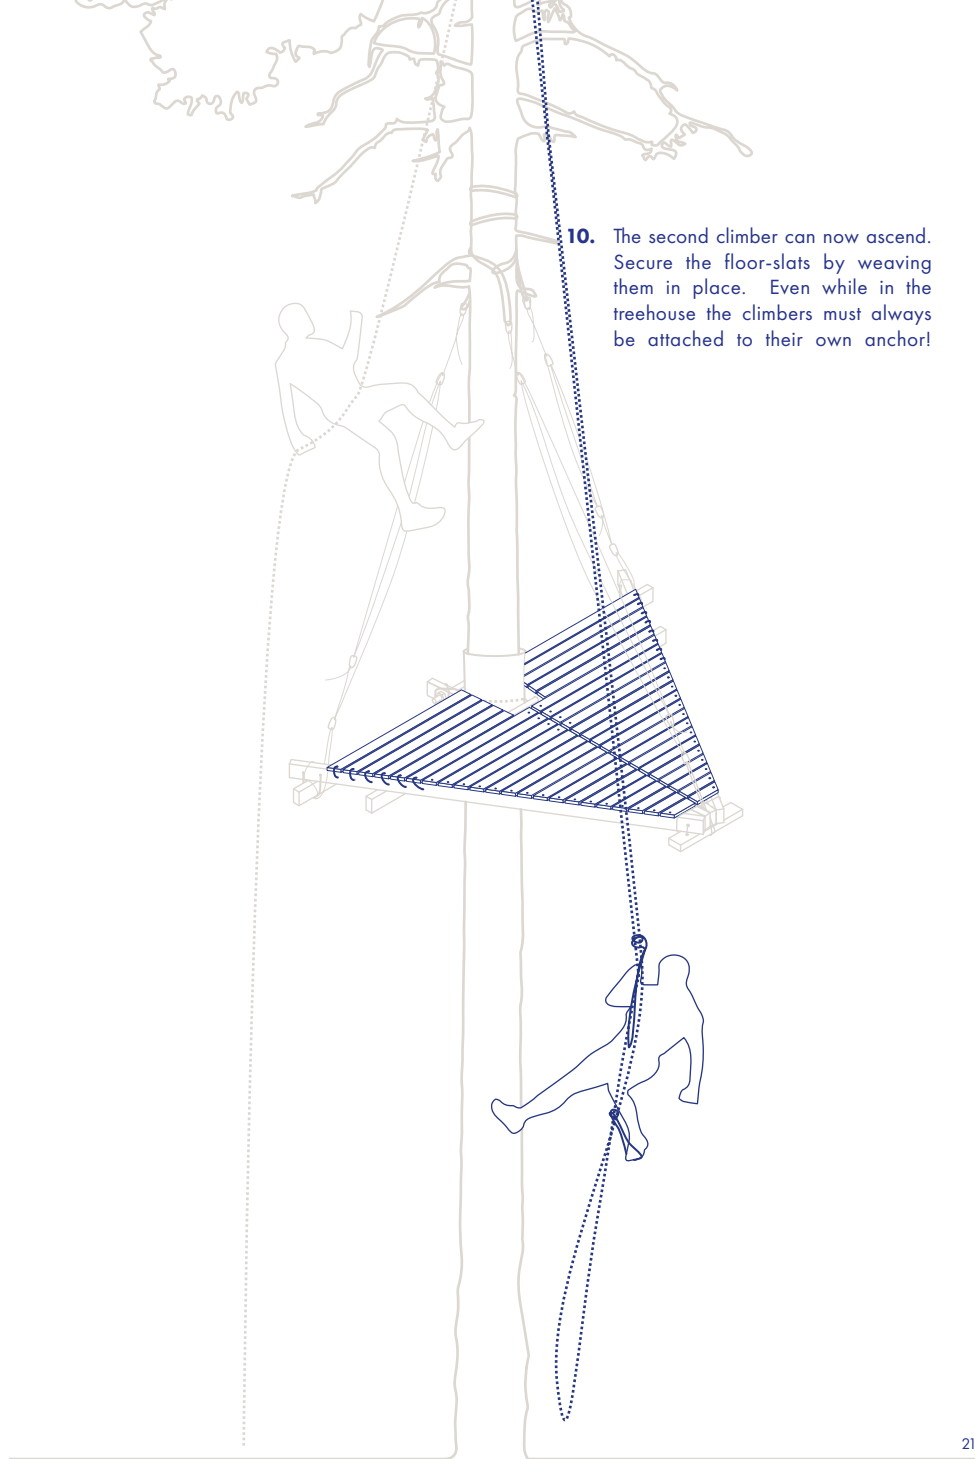 10. The second climber can now ascend.
Secure the floor-slats by weaving
them in place. Even while in the
treehouse the climbers must always
be attached to their own anchor!
21